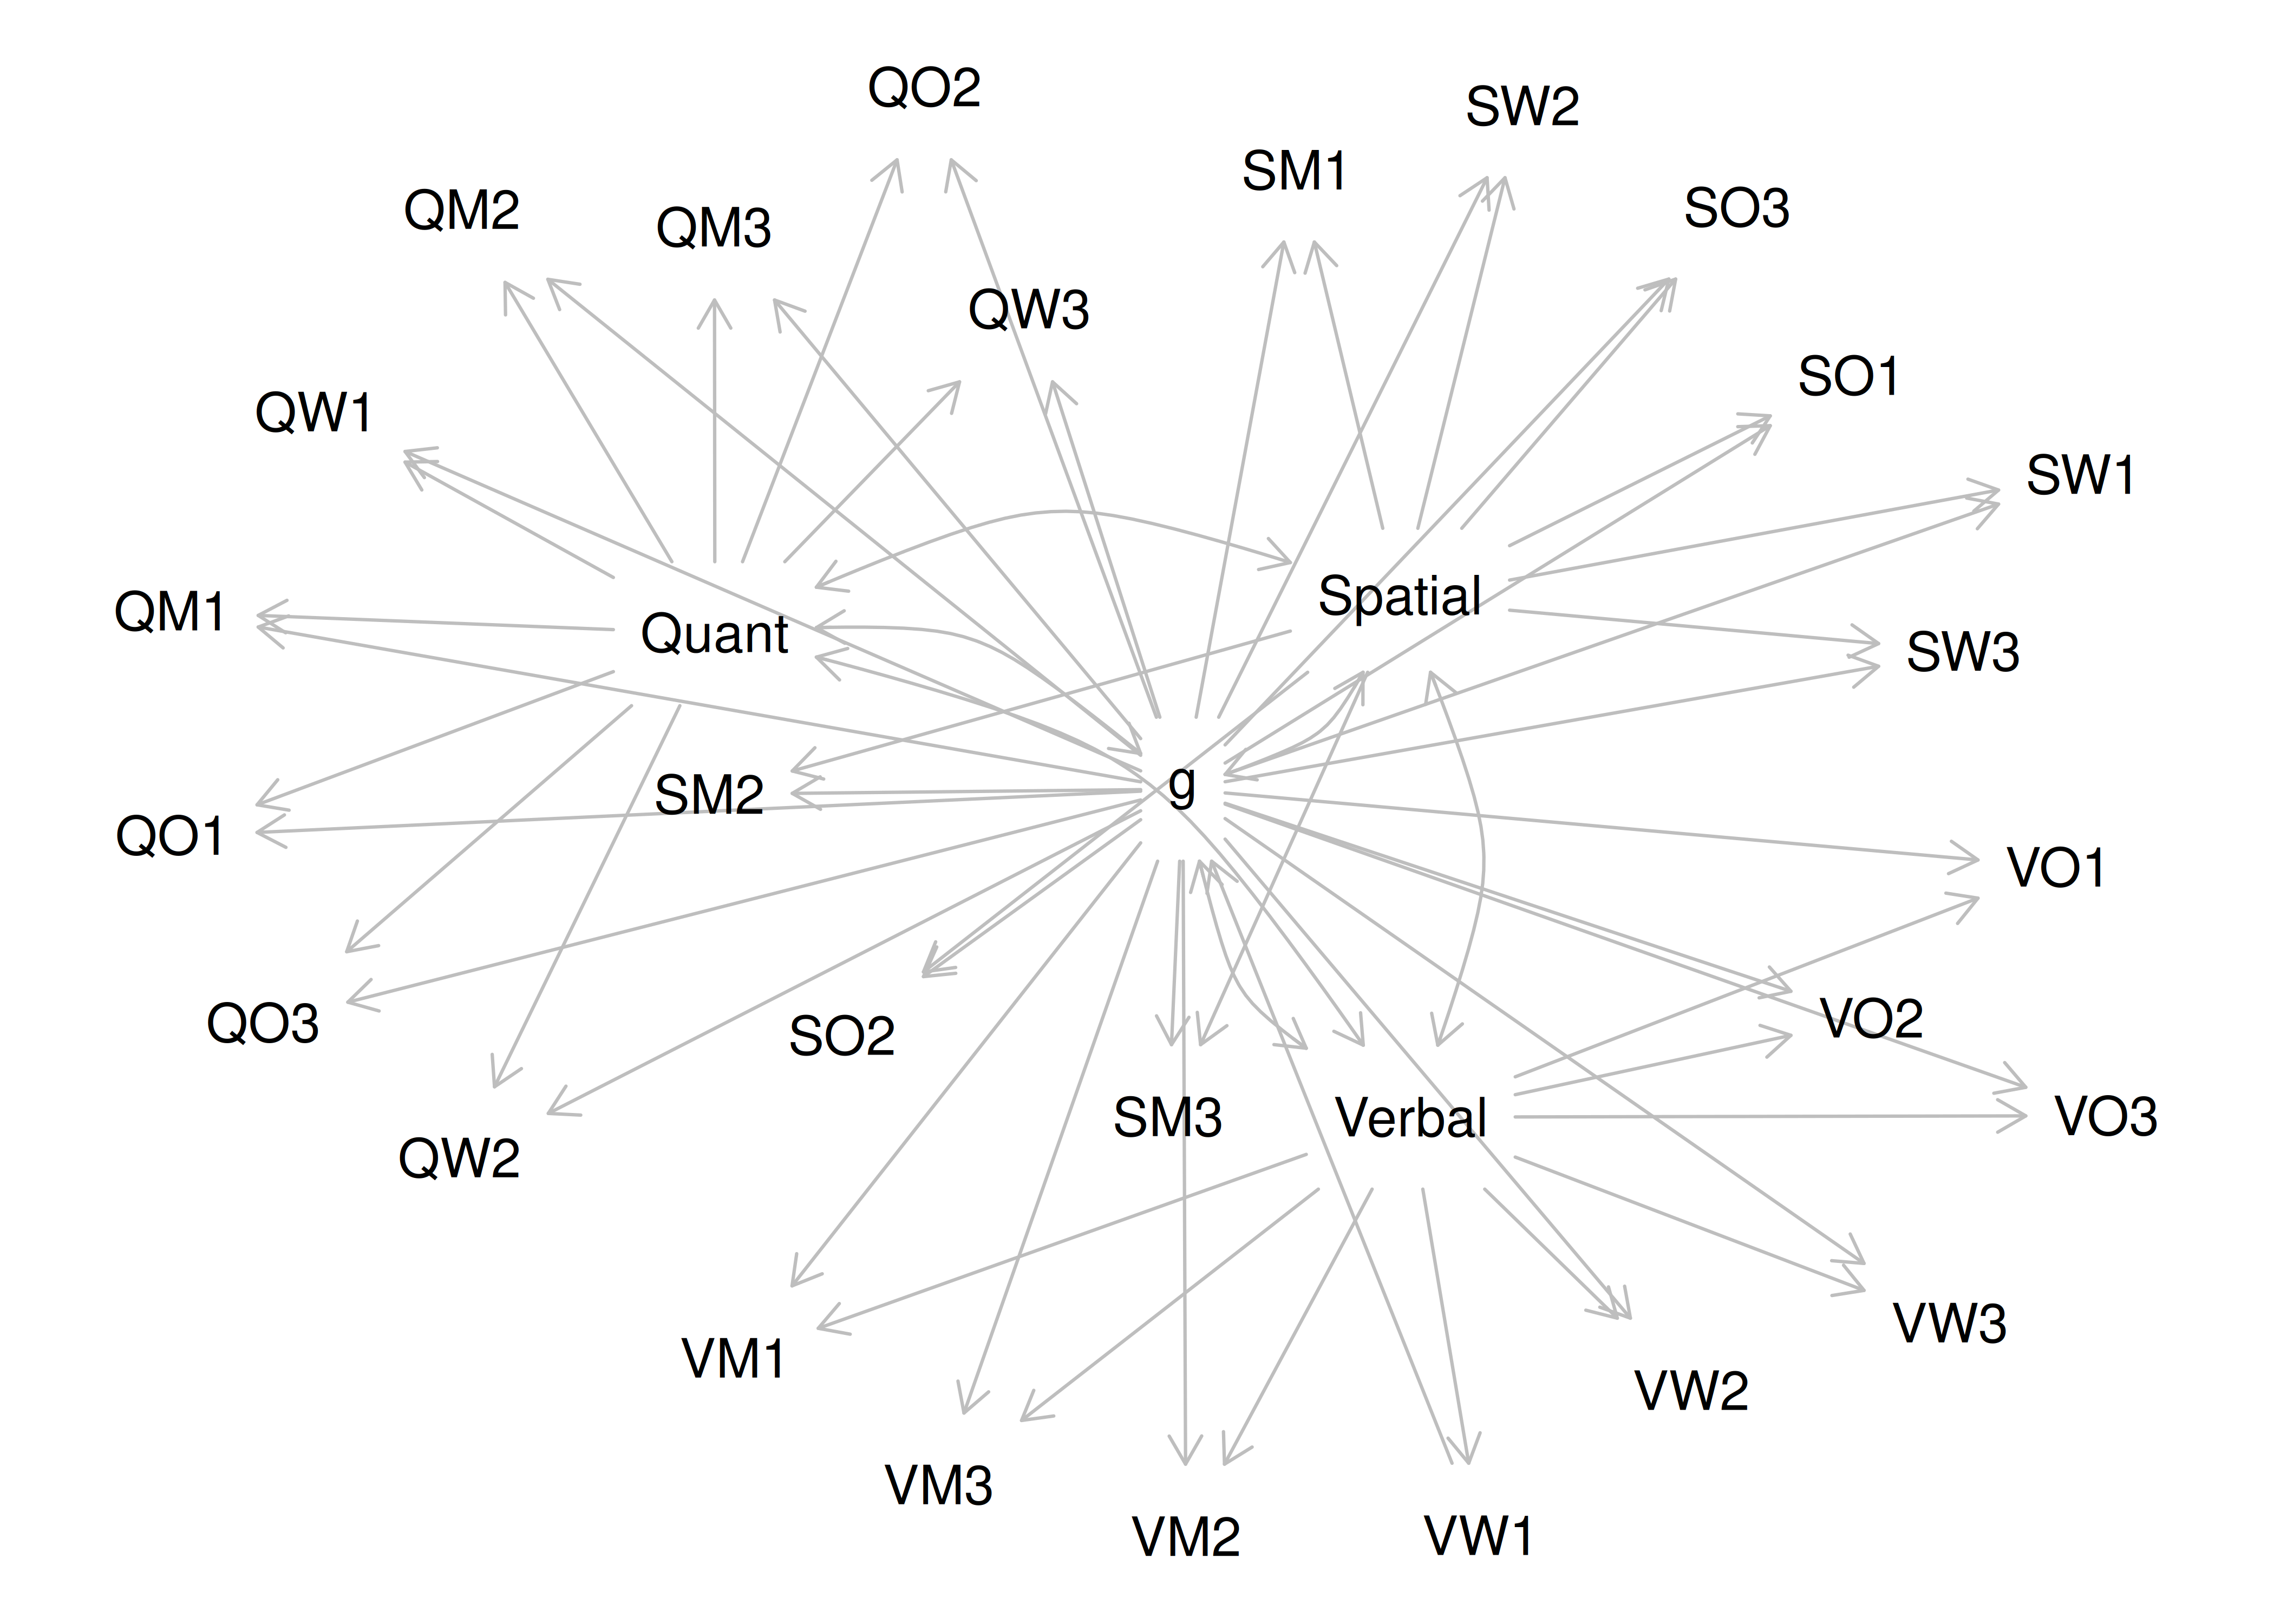 QO2
SW2
SM1
SO3
QM2
QM3
QW3
SO1
QW1
SW1
Spatial
QM1
Quant
SW3
g
SM2
QO1
VO1
VO2
QO3
SO2
SM3
Verbal
VO3
QW2
VW3
VM1
VW2
VM3
VM2
VW1